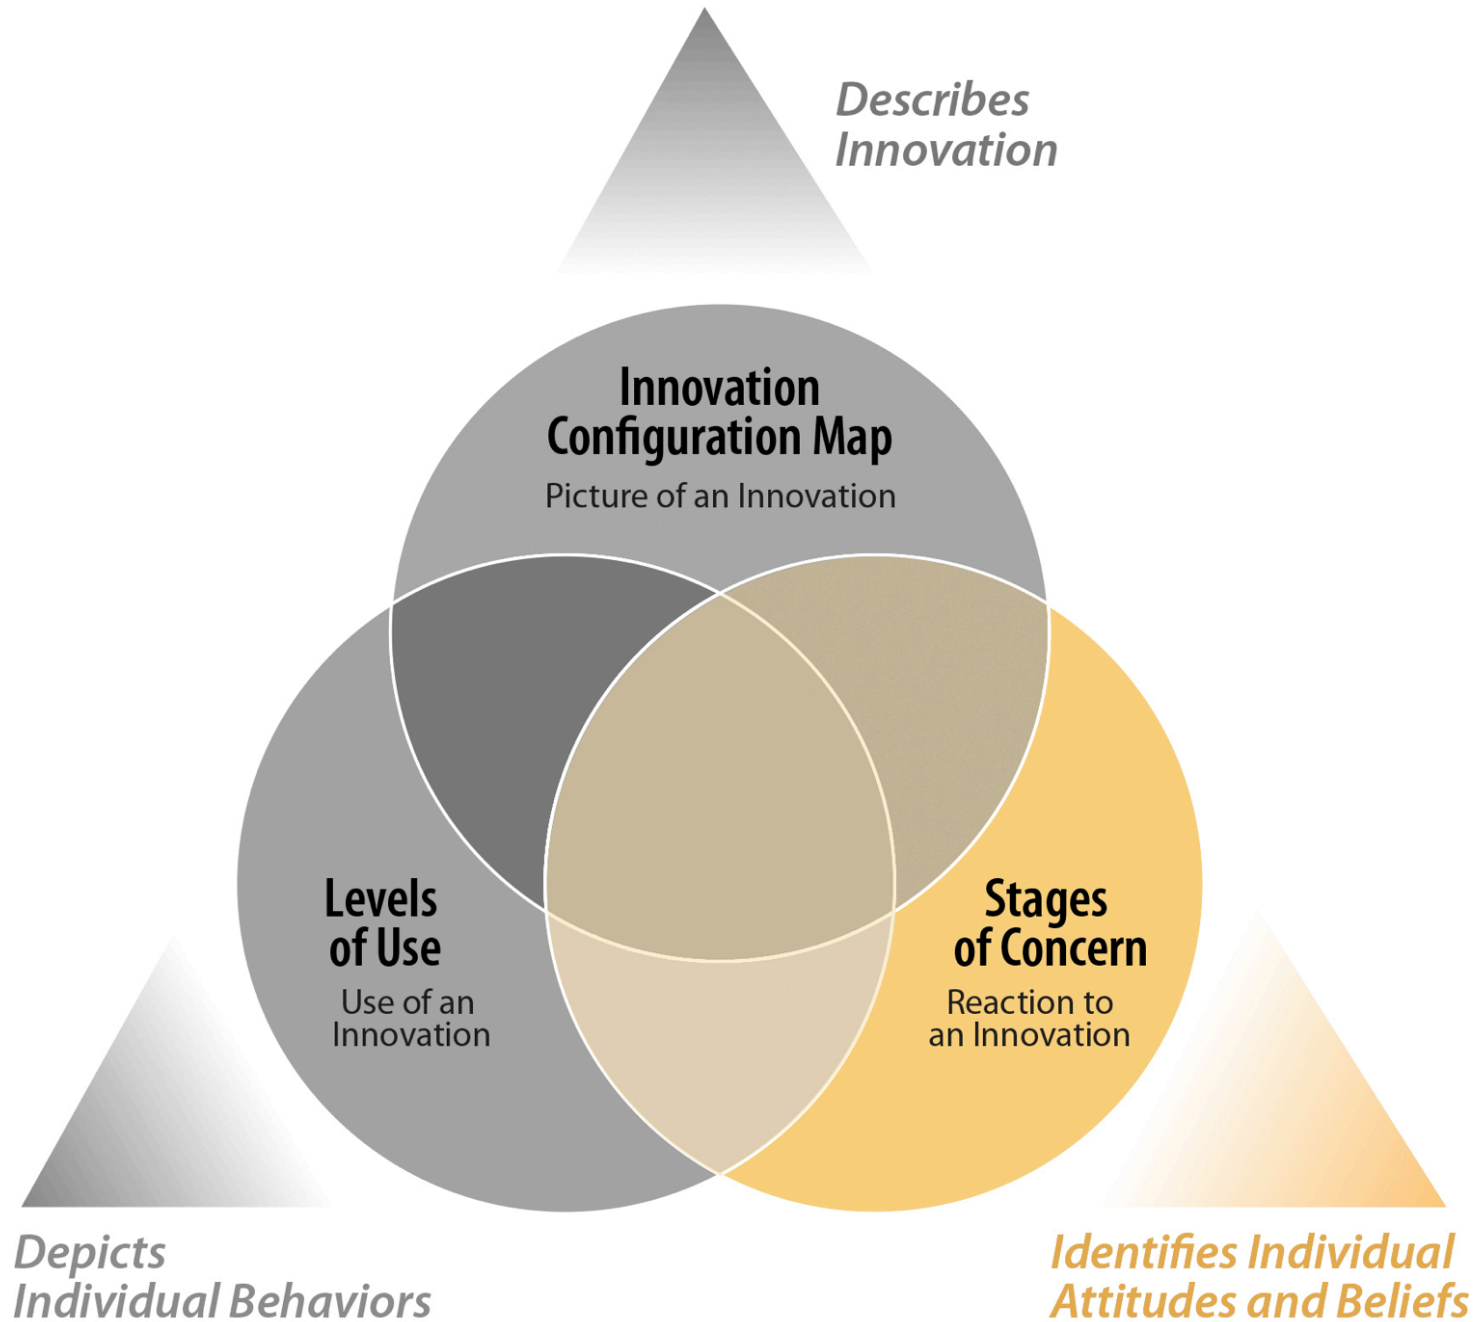 Describes
Innovation
Innovation
Configuration Map
Picture of an Innovation
Levels
of Use
Use of an
Innovation
Stages
of Concern
Reaction to
an Innovation
Depicts
Individual Behaviors
Identifies Individual
Attitudes and Beliefs